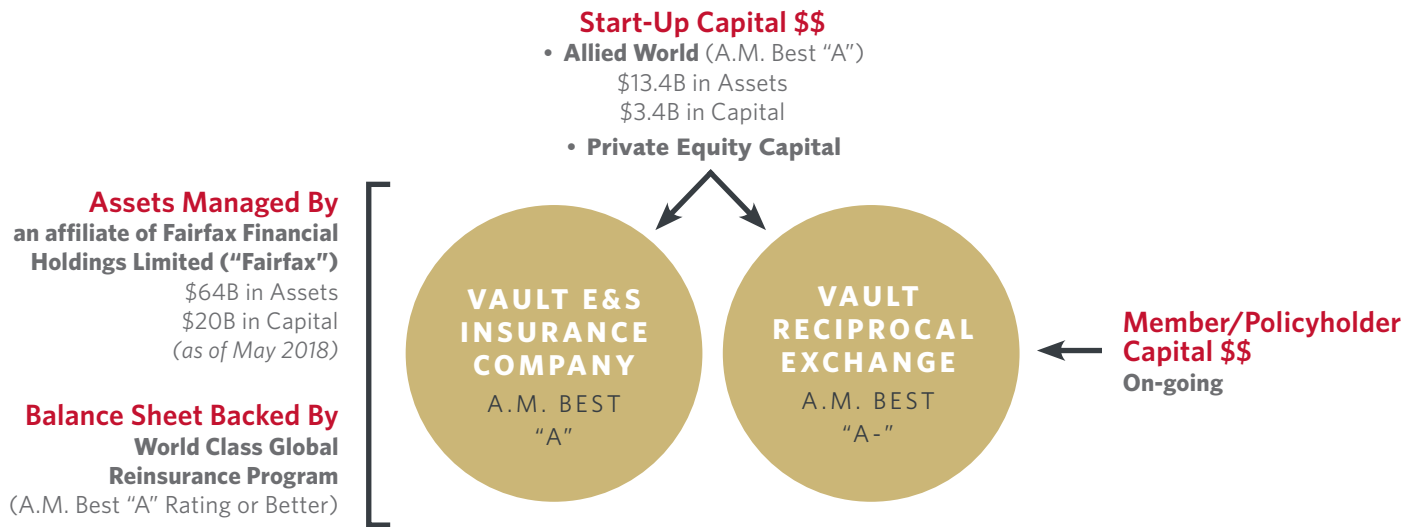 Start-Up Capital $$
• Allied World (A.M. Best “A”)
$13.4B in Assets
$3.4B in Capital
• Private Equity Capital
Assets Managed By
an affiliate of Fairfax Financial
Holdings Limited (“Fairfax”)
$64B in Assets
$20B in Capital
(as of May 2018)
Balance Sheet Backed By
World Class Global
Reinsurance Program
(A.M. Best “A” Rating or Better)
VAULT E&S
INSURANCE
COMPANY
A.M. BEST
“A”
VAULT
RECIPROCAL
EXCHANGE
A.M. BEST
“A-”
Member/Policyholder
Capital $$
On-going